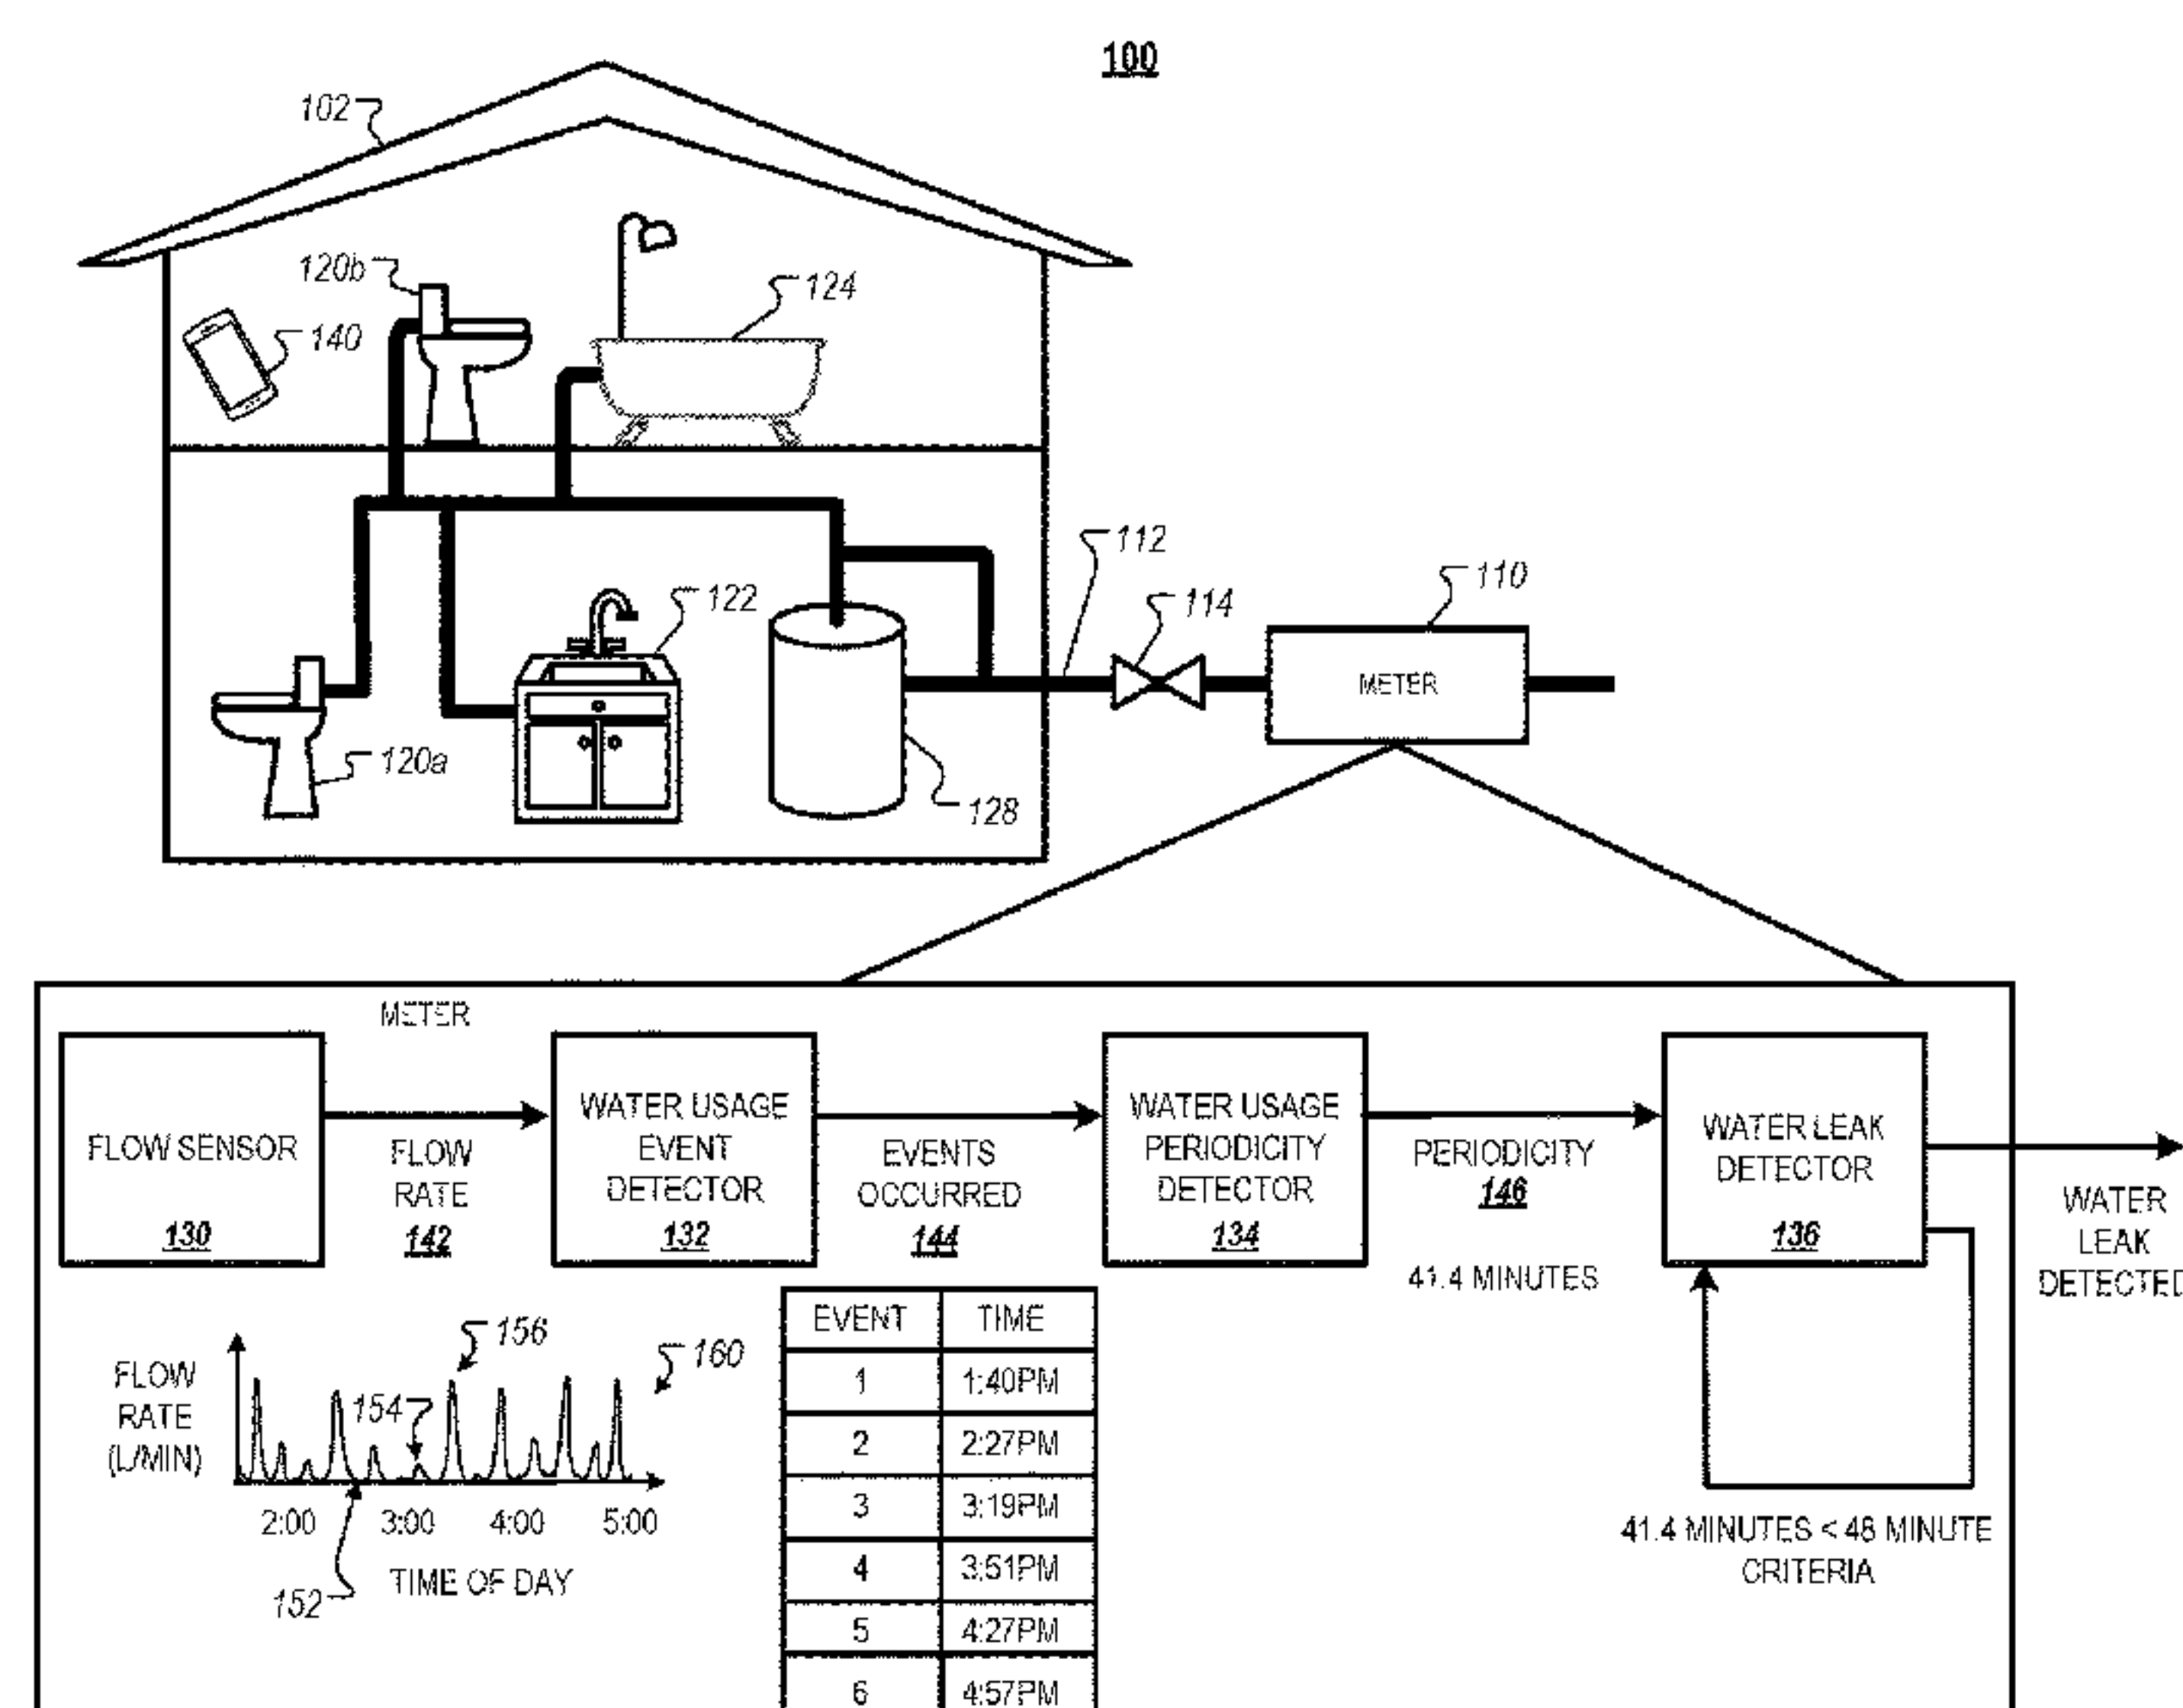 100
102
120b
124
140
112
110
114
122
METER
120a
128
METER
FLOW SENSOR
130
FLOW
RATE
142
WATER USAGE
EVENT
DETECTOR
132
EVENTS
OCCURRED
144
WATER USAGE
PERIODICITY
DETECTOR
134
PERIODICITY
146
41.4 MINUTES
WATER LEAK
DETECTOR
136
WATER
LEAK
DETECTED
FLOW
RATE
(L/MIN)
156
160
154
2:00 3:00 4:00 5:00
TIME OF DAY
152
EVENT TIME
1 1:40PM
2 2:27PM
3 3:19PM
4 3:51PM
5 4:27PM
6 4:57PM
41.4 MINUTES < 48 MINUTE
CRITERIA